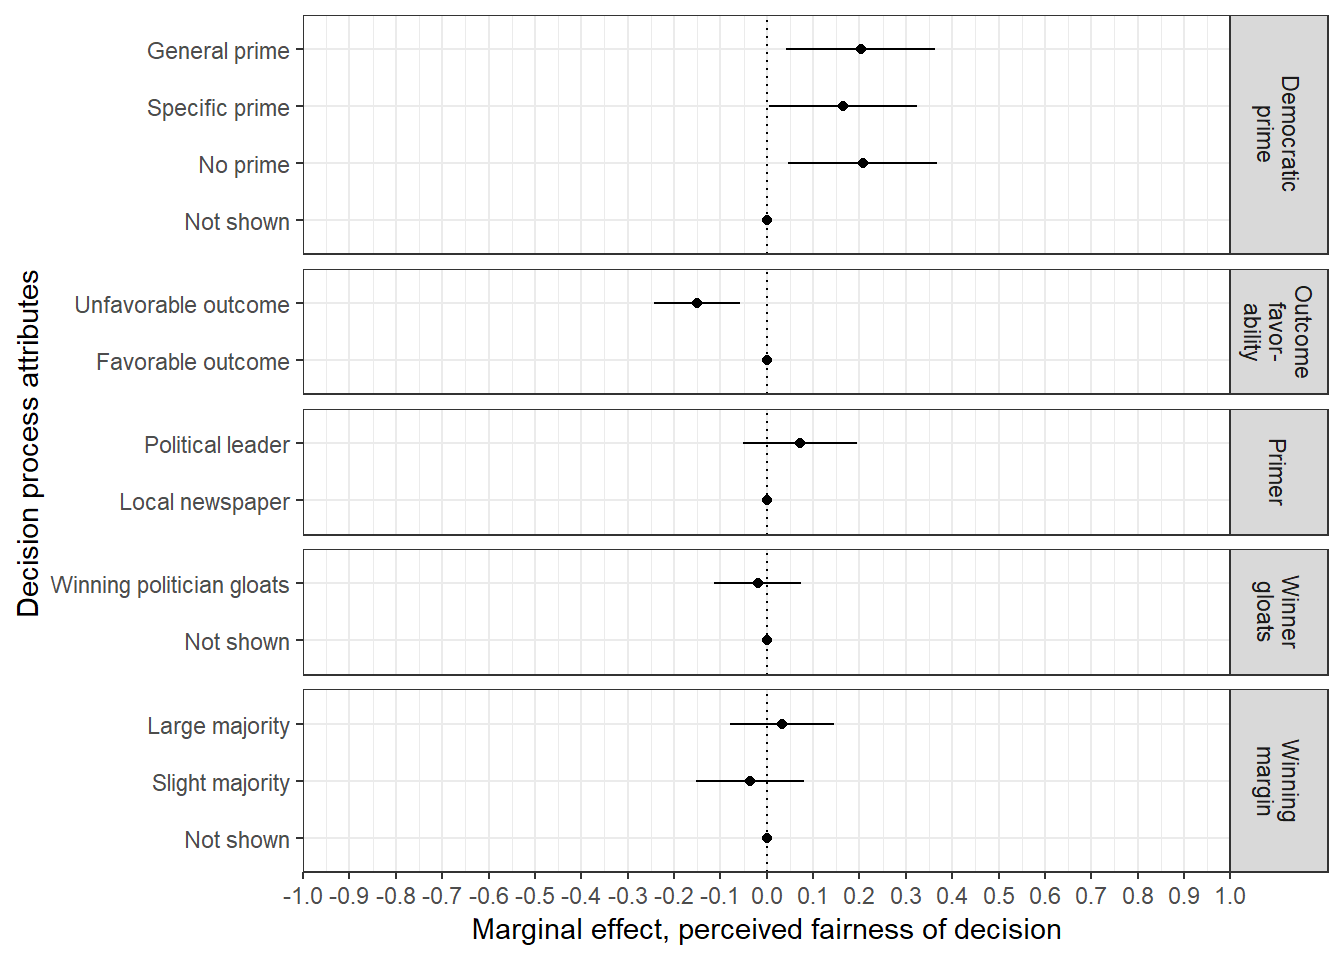 General prime
Specific prime
No prime
Not shown
Democratic
prime
Unfavorable outcome
Favorable outcome
Outcome
favor-
ability
Political leader
Local newspaper
Primer
Winning politician gloats
Not shown
Winner
gloats
Large majority
Slight majority
Not shown
Winning
margin
Decision process attributes
-1.0 -0.9 -0.8 -0.7 -0.6 -0.5 -0.4 -0.3 -0.2 -0.1 0.0 0.1 0.2 0.3 0.4 0.5 0.6 0.7 0.8 0.9 1.0
Marginal effect, perceived fairness of decision